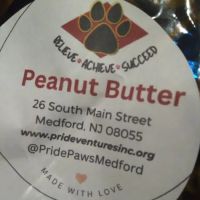 BELIEVE • ACHIEVE • SUCCEED
Peanut Butter
26 South Main Street
Medford, NJ 08055
www.prideventuresinc.org
@PridePawsMedford
MADE WITH LOVE